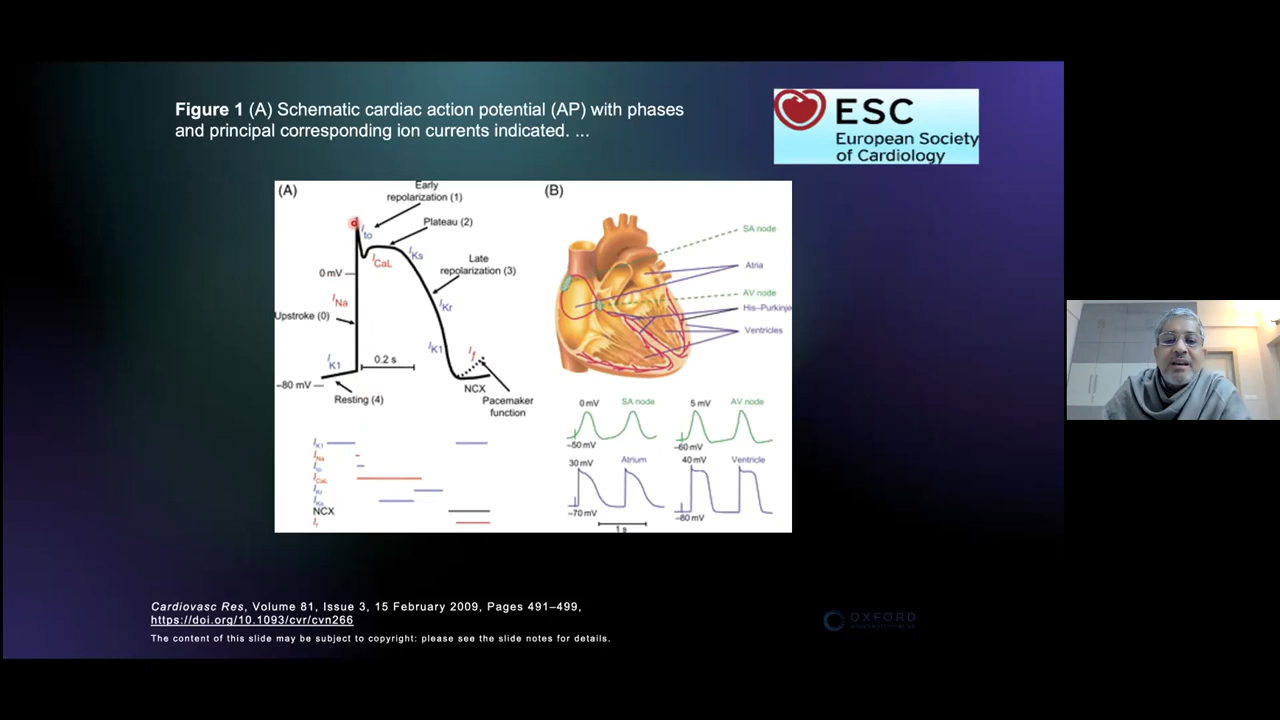 Figure 1 (A) Schematic cardiac action potential (AP) with phases
and principal corresponding ion currents indicated. ...
ESC
European Society
of Cardiology
(A)
Early
repolarization (1)
Ito
Plateau (2)
ICaL
IKs
Late
repolarization (3)
0 mV
INa
Upstroke (0)
IKr
IK1
0.2 s
IK1
If
−80 mV
Resting (4)
NCX
Pacemaker
function
IK1
INa
Ito
ICaL
IKr
IKs
NCX
If
(B)
SA node
Atria
AV node
His–Purkinje
Ventricles
0 mV
SA node
−50 mV
5 mV
AV node
−60 mV
30 mV
Atrium
−70 mV
40 mV
Ventricle
−80 mV
1 s
Cardiovasc Res, Volume 81, Issue 3, 15 February 2009, Pages 491–499,
https://doi.org/10.1093/cvr/cvn266
The content of this slide may be subject to copyright: please see the slide notes for details.
OXFORD